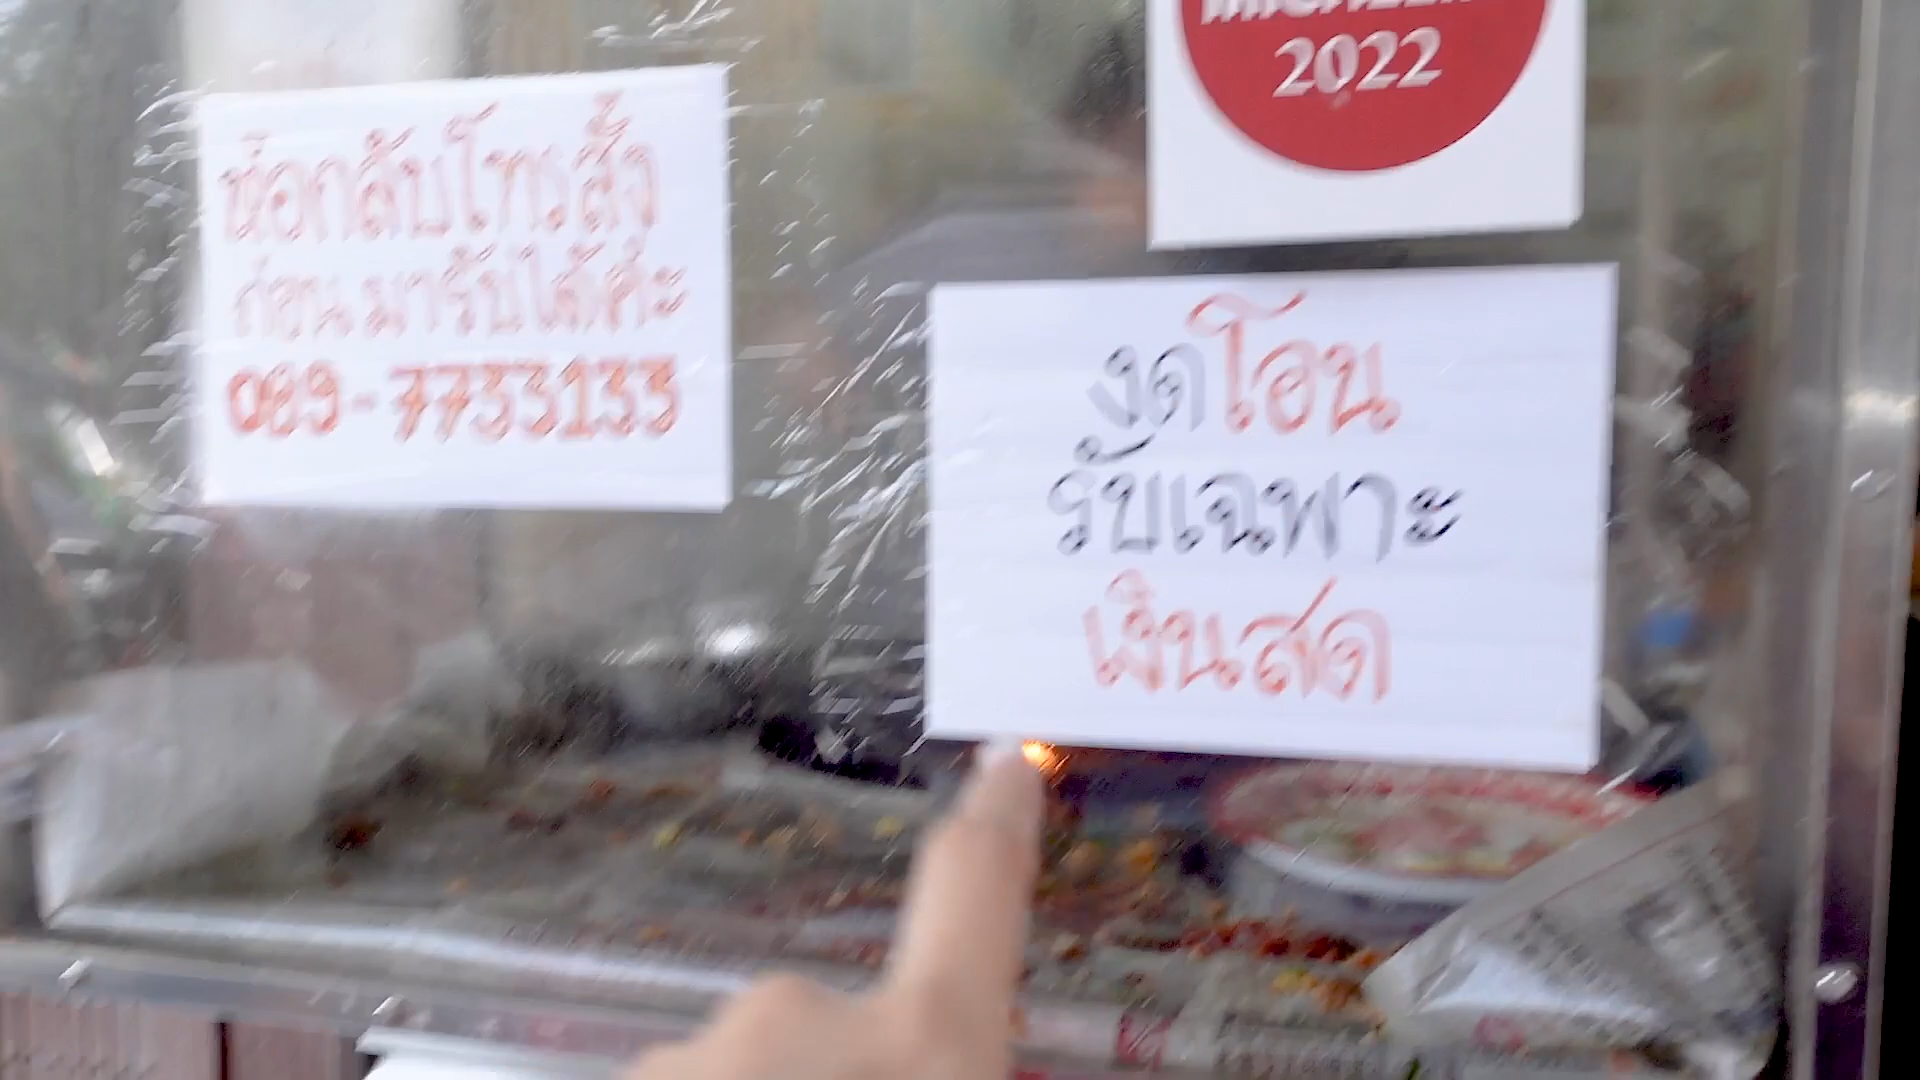 ห่อกลับโทรสั่ง
ก่อนมารับได้ค่ะ
089-7733133
2022
งดโอน
รับเฉพาะ
เงินสด